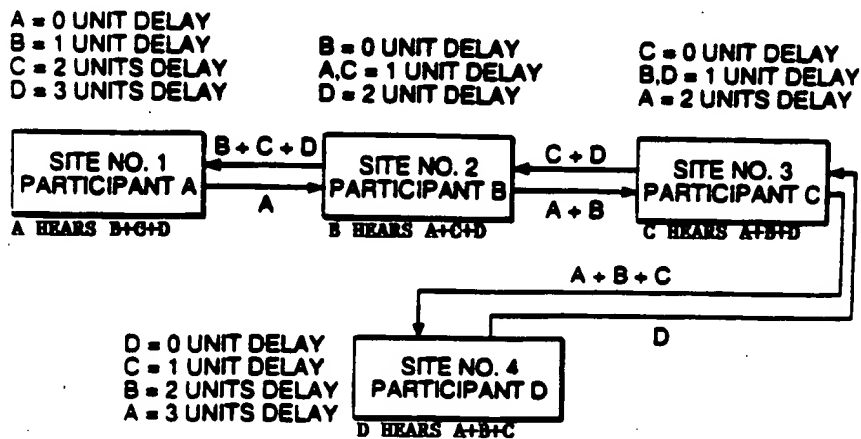 A = 0 UNIT DELAY
B = 1 UNIT DELAY
C = 2 UNITS DELAY
D = 3 UNITS DELAY
B = 0 UNIT DELAY
A,C = 1 UNIT DELAY
D = 2 UNIT DELAY
C = 0 UNIT DELAY
B,D = 1 UNIT DELAY
A = 2 UNITS DELAY
SITE NO. 1
PARTICIPANT A
A HEARS B+C+D
B + C + D
A
SITE NO. 2
PARTICIPANT B
B HEARS A+C+D
C + D
A + B
SITE NO. 3
PARTICIPANT C
C HEARS A+B+D
A + B + C
D
D = 0 UNIT DELAY
C = 1 UNIT DELAY
B = 2 UNITS DELAY
A = 3 UNITS DELAY
SITE NO. 4
PARTICIPANT D
D HEARS A+B+C